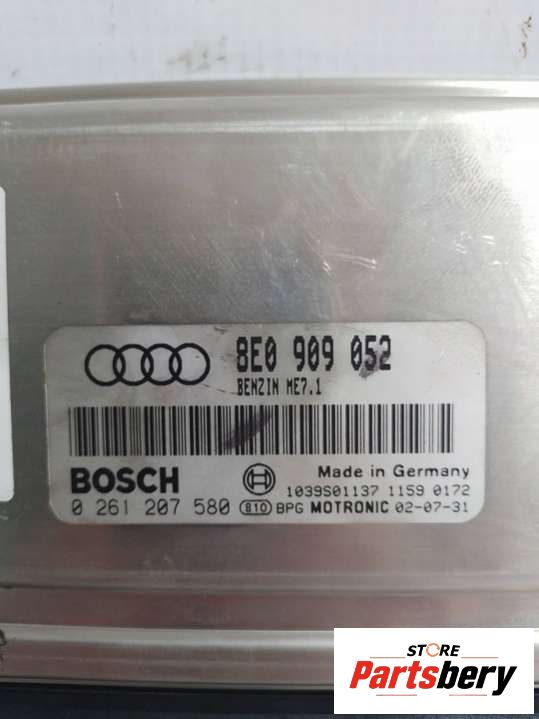 8E0 909 052
BENZIN ME7.1
BOSCH
Made in Germany
1039S01137 1159 0172
0 261 207 580 810 BPG MOTRONIC 02-07-31
STORE
Partsbery